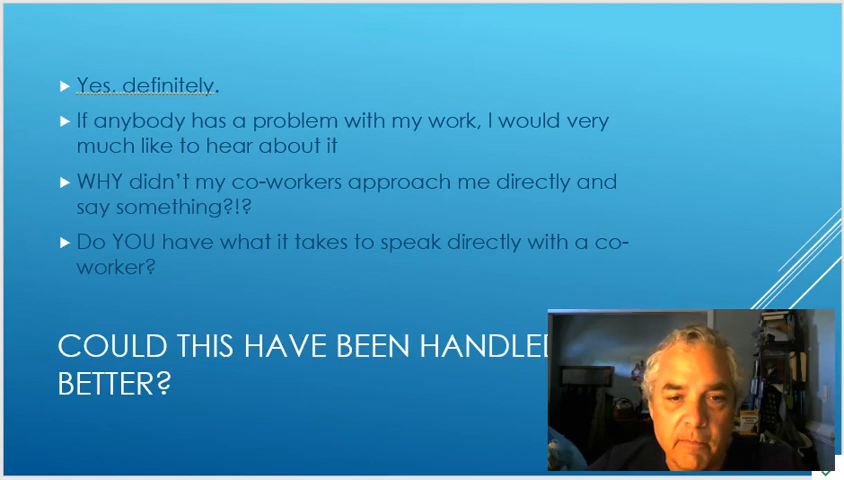 Yes. definitely.
If anybody has a problem with my work, I would very
much like to hear about it
WHY didn't my co-workers approach me directly and
say something?!?
Do YOU have what it takes to speak directly with a co-
worker?
COULD THIS HAVE BEEN HANDLED
BETTER?